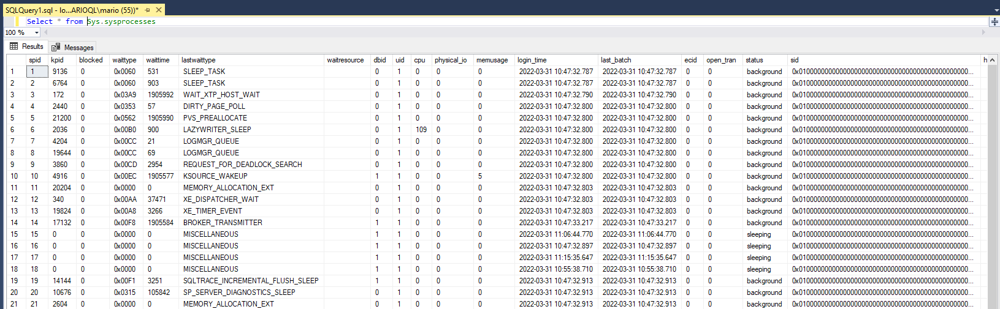 SQLQuery1.sql - lo...ARIOQL\mario (55))*
Select * from Sys.sysprocesses
100 %
Results Messages
spid kpid blocked waittype waittime lastwaittype waitresource dbid uid cpu physical_io memusage login_time last_batch ecid open_tran status sid h
1 1 9136 0 0x0060 531 SLEEP_TASK 0 1 0 0 0 2022-03-31 10:47:32.787 2022-03-31 10:47:32.787 0 0 background 0x0100000000000000000000000000000000000000000000...
2 2 6764 0 0x0060 903 SLEEP_TASK 0 1 0 0 0 2022-03-31 10:47:32.787 2022-03-31 10:47:32.787 0 0 background 0x0100000000000000000000000000000000000000000000...
3 3 172 0 0x03A9 1905992 WAIT_XTP_HOST_WAIT 0 1 0 0 0 2022-03-31 10:47:32.790 2022-03-31 10:47:32.790 0 0 background 0x0100000000000000000000000000000000000000000000...
4 4 2440 0 0x0353 57 DIRTY_PAGE_POLL 0 1 0 0 0 2022-03-31 10:47:32.800 2022-03-31 10:47:32.800 0 0 background 0x0100000000000000000000000000000000000000000000...
5 5 21200 0 0x0562 1905990 PVS_PREALLOCATE 0 1 0 0 0 2022-03-31 10:47:32.800 2022-03-31 10:47:32.800 0 0 background 0x0100000000000000000000000000000000000000000000...
6 6 2036 0 0x00B0 900 LAZYWRITER_SLEEP 0 1 109 0 0 2022-03-31 10:47:32.800 2022-03-31 10:47:32.800 0 0 background 0x0100000000000000000000000000000000000000000000...
7 7 4204 0 0x00CC 21 LOGMGR_QUEUE 0 1 0 0 0 2022-03-31 10:47:32.800 2022-03-31 10:47:32.800 0 0 background 0x0100000000000000000000000000000000000000000000...
8 8 19644 0 0x00CC 69 LOGMGR_QUEUE 0 1 0 0 0 2022-03-31 10:47:32.800 2022-03-31 10:47:32.800 0 0 background 0x0100000000000000000000000000000000000000000000...
9 9 3860 0 0x00CD 2954 REQUEST_FOR_DEADLOCK_SEARCH 0 1 0 0 0 2022-03-31 10:47:32.800 2022-03-31 10:47:32.800 0 0 background 0x0100000000000000000000000000000000000000000000...
10 10 4916 0 0x00EC 1905577 KSOURCE_WAKEUP 1 1 0 0 5 2022-03-31 10:47:32.800 2022-03-31 10:47:32.800 0 0 background 0x0100000000000000000000000000000000000000000000...
11 11 20204 0 0x0000 0 MEMORY_ALLOCATION_EXT 0 1 0 0 0 2022-03-31 10:47:32.803 2022-03-31 10:47:32.803 0 0 background 0x0100000000000000000000000000000000000000000000...
12 12 340 0 0x00AA 37471 XE_DISPATCHER_WAIT 0 1 0 0 0 2022-03-31 10:47:32.803 2022-03-31 10:47:32.803 0 0 background 0x0100000000000000000000000000000000000000000000...
13 13 19824 0 0x00A8 3266 XE_TIMER_EVENT 0 1 0 0 0 2022-03-31 10:47:32.803 2022-03-31 10:47:32.803 0 0 background 0x0100000000000000000000000000000000000000000000...
14 14 17132 0 0x00F8 1905584 BROKER_TRANSMITTER 1 1 0 0 0 2022-03-31 10:47:33.217 2022-03-31 10:47:33.217 0 0 background 0x0100000000000000000000000000000000000000000000...
15 15 0 0 0x0000 0 MISCELLANEOUS 1 1 0 0 0 2022-03-31 11:06:44.770 2022-03-31 11:06:44.770 0 0 sleeping 0x0100000000000000000000000000000000000000000000...
16 16 0 0 0x0000 0 MISCELLANEOUS 1 1 0 0 0 2022-03-31 10:47:32.897 2022-03-31 10:47:32.897 0 0 sleeping 0x0100000000000000000000000000000000000000000000...
17 17 0 0 0x0000 0 MISCELLANEOUS 1 1 0 0 0 2022-03-31 11:15:35.647 2022-03-31 11:15:35.647 0 0 sleeping 0x0100000000000000000000000000000000000000000000...
18 18 0 0 0x0000 0 MISCELLANEOUS 1 1 0 0 0 2022-03-31 10:55:38.710 2022-03-31 10:55:38.710 0 0 sleeping 0x0100000000000000000000000000000000000000000000...
19 19 14144 0 0x00F1 3251 SQLTRACE_INCREMENTAL_FLUSH_SLEEP 1 1 0 0 0 2022-03-31 10:47:32.913 2022-03-31 10:47:32.913 0 0 background 0x0100000000000000000000000000000000000000000000...
20 20 10676 0 0x0315 105842 SP_SERVER_DIAGNOSTICS_SLEEP 0 1 0 0 0 2022-03-31 10:47:32.913 2022-03-31 10:47:32.913 0 0 background 0x0100000000000000000000000000000000000000000000...
21 21 2604 0 0x0000 0 MEMORY_ALLOCATION_EXT 0 1 0 0 0 2022-03-31 10:47:32.913 2022-03-31 10:47:32.913 0 0 background 0x0100000000000000000000000000000000000000000000...